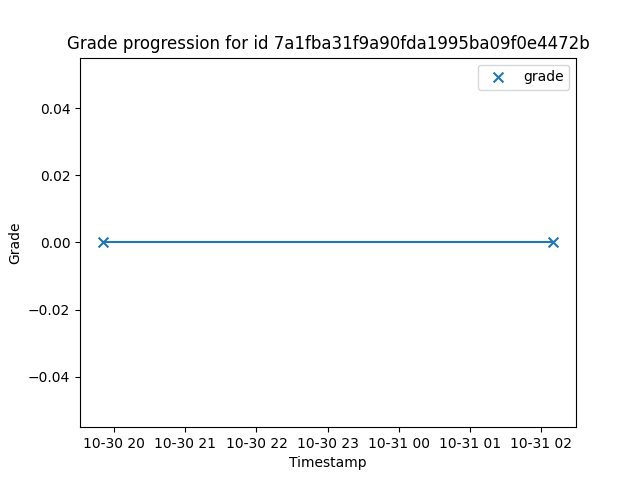 Grade progression for id 7a1fba31f9a90fda1995ba09f0e4472b
grade
0.04
0.02
0.00
−0.02
−0.04
Grade
10-30 20 10-30 21 10-30 22 10-30 23 10-31 00 10-31 01 10-31 02
Timestamp